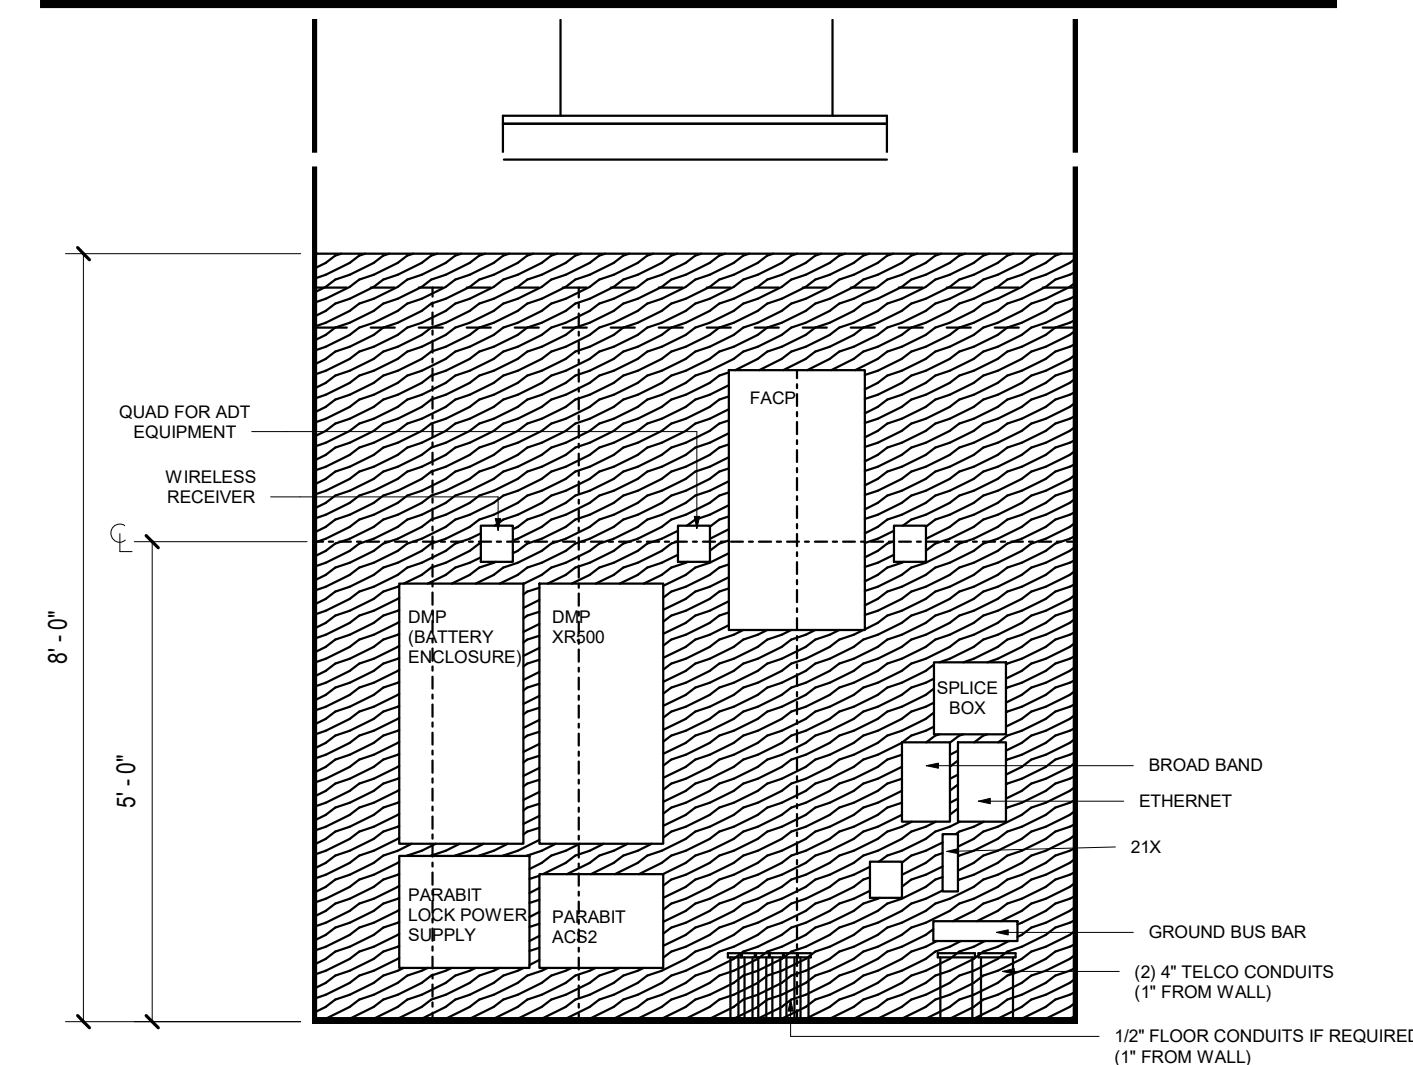 FACP
QUAD FOR ADT
EQUIPMENT
WIRELESS
RECEIVER
℄
8' - 0"
5' - 0"
DMP
(BATTERY
ENCLOSURE)
DMP
XR500
SPLICE
BOX
BROAD BAND
ETHERNET
21X
PARABIT
LOCK POWER
SUPPLY
PARABIT
ACS2
GROUND BUS BAR
(2) 4" TELCO CONDUITS
(1" FROM WALL)
1/2" FLOOR CONDUITS IF REQUIRED
(1" FROM WALL)